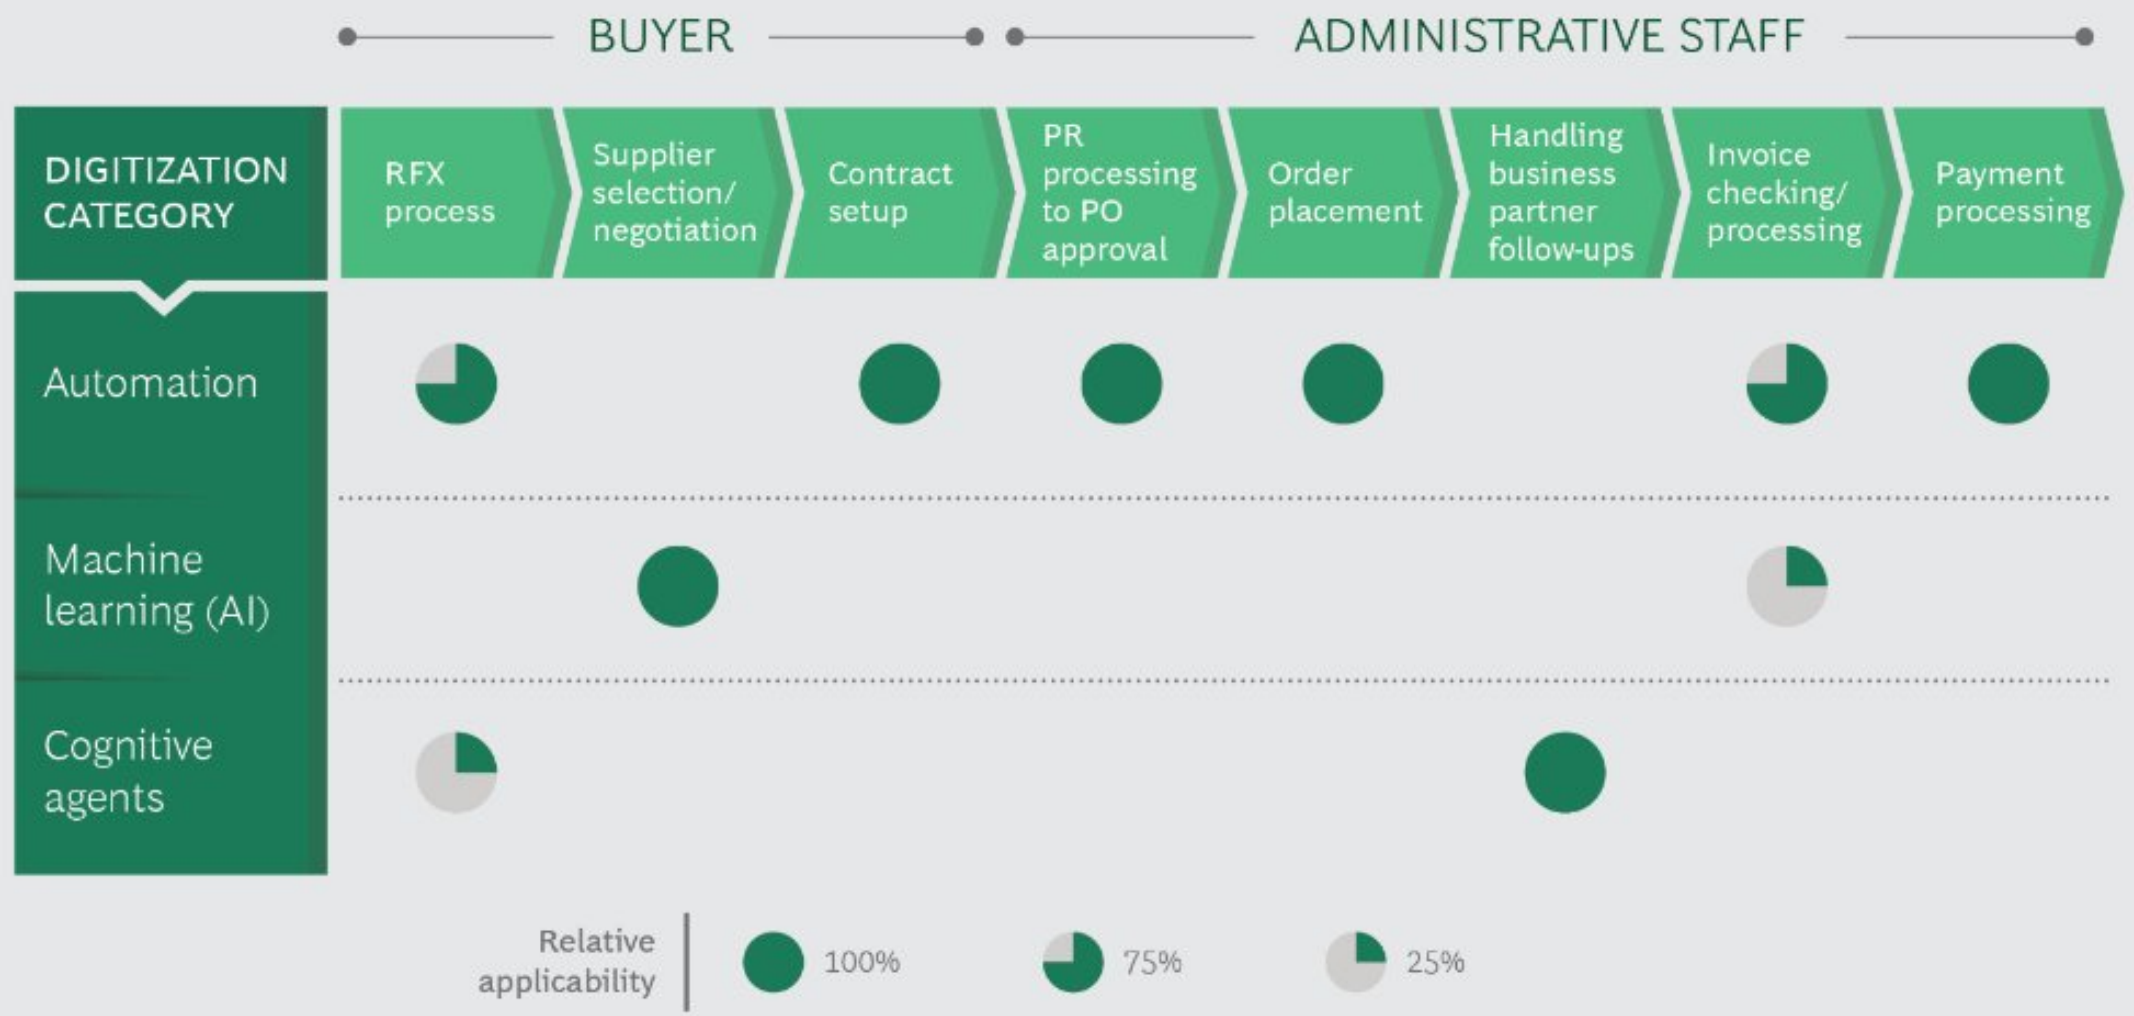 BUYER
ADMINISTRATIVE STAFF
DIGITIZATION
CATEGORY
RFX
process
Supplier
selection/
negotiation
Contract
setup
PR
processing
to PO
approval
Order
placement
Handling
business
partner
follow-ups
Invoice
checking/
processing
Payment
processing
Automation
Machine
learning (AI)
Cognitive
agents
Relative
applicability
100%
75%
25%